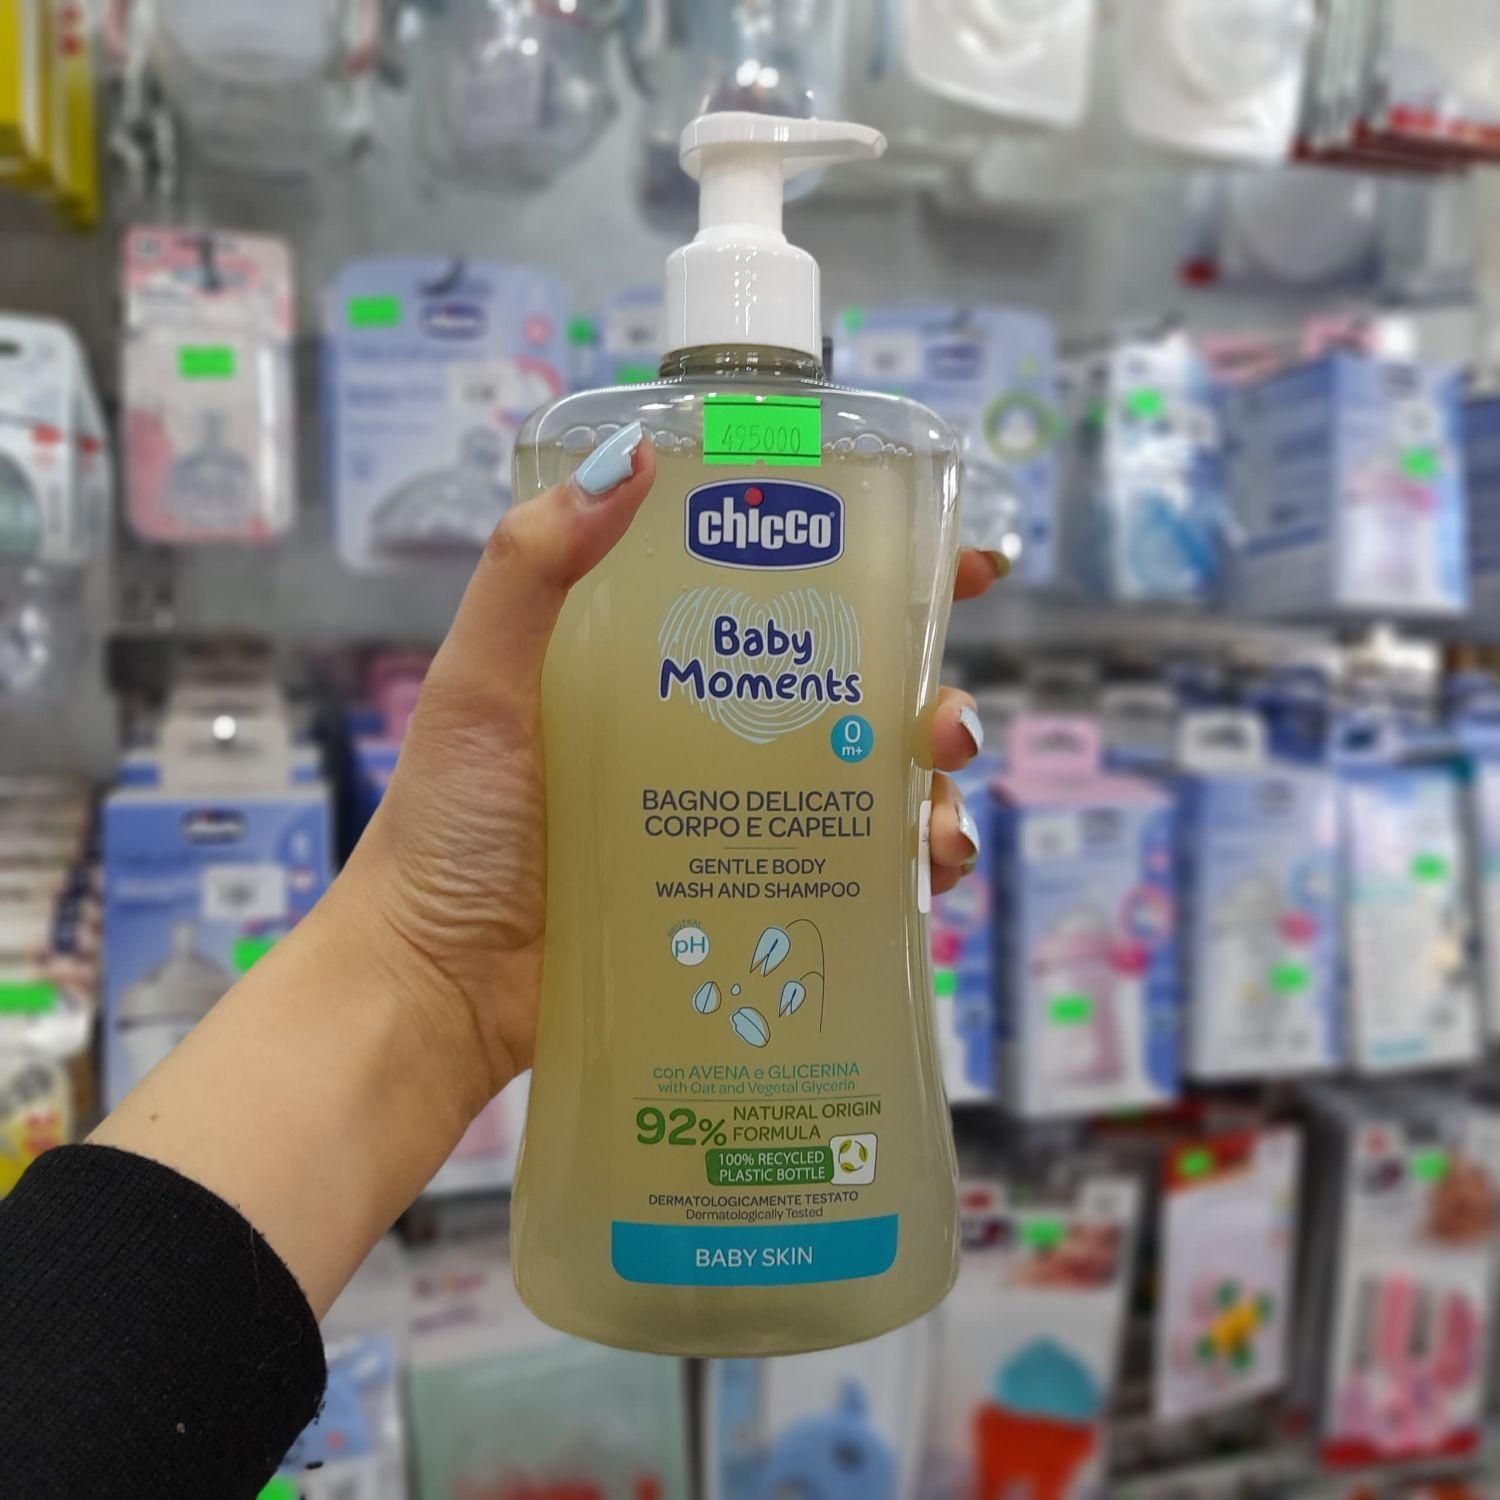 495000
chicco
Baby
Moments
0
m+
BAGNO DELICATO
CORPO E CAPELLI
GENTLE BODY
WASH AND SHAMPOO
NEUTRAL
pH
con AVENA e GLICERINA
with Oat and Vegetal Glycerin
92% NATURAL ORIGIN
FORMULA
100% RECYCLED
PLASTIC BOTTLE
DERMATOLOGICAMENTE TESTATO
Dermatologically Tested
BABY SKIN